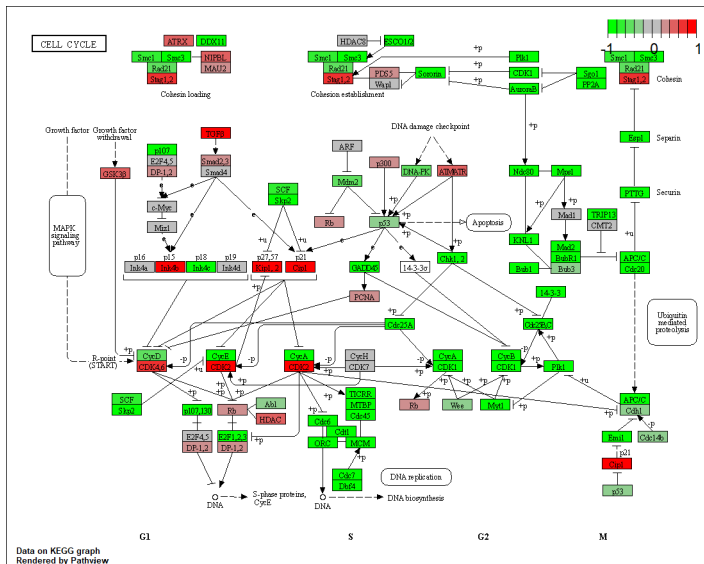 CELL CYCLE
-1 0 1
ATRX DDX11
Smc1 Smc3 NIPBL
Rad21 MAU2
Stag1,2
Cohesin loading
HDAC8 ESCO1/2
Smc1 Smc3
Rad21
Stag1,2 PDS5 Sororin
Wapl
Cohesion establishment
+p
Plk1
CDK1
AuroraB
Sgo1
PP2A
Smc1 Smc3
Rad21
Stag1,2
Cohesin
Growth factor
Growth factor
withdrawal
GSK3β
TGFβ
p107
E2F4,5
DP-1,2
Smad2,3
Smad4
c-Myc
Miz1
SCF
Skp2
ARF
Mdm2
Rb
p300
DNA damage checkpoint
DNA-PK ATM/ATR
p53
Apoptosis
Ndc80 Mps1
KNL1
Mad1
Mad2
BubR1
Bub1 Bub3
TRIP13
CMT2
Esp1 Separin
PTTG Securin
APC/C
Cdc20
MAPK
signaling
pathway
p16 p15 p18 p19 p27,57 p21
Ink4a Ink4b Ink4c Ink4d Kip1,2 Cip1
GADD45 14-3-3σ Chk1,2
PCNA
14-3-3
Cdc25A Cdc25B,C
Ubiquitin
mediated
proteolysis
R-point
(START)
CycD CycE CycA CycH CycA CycB
CDK4,6 CDK2 CDK2 CDK7 CDK1 CDK1 Plk1
SCF
Skp2
p107,130
Rb
Abl
HDAC
E2F4,5 E2F1,2,3
DP-1,2 DP-1,2
TICRR
MTBP
Cdc6 Cdc45
Cdt1
ORC MCM
Cdc7
Dbf4
Rb Wee Myt1
APC/C
Cdh1
Emi1 Cdc14b
p21
Cip1
p53
DNA replication
DNA
S-phase proteins,
CycE
DNA
DNA biosynthesis
G1 S G2 M
Data on KEGG graph
Rendered by Pathview